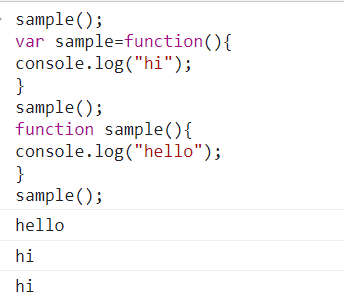 sample();
var sample=function(){
console.log("hi");
}
sample();
function sample(){
console.log("hello");
}
sample();
hello
hi
hi